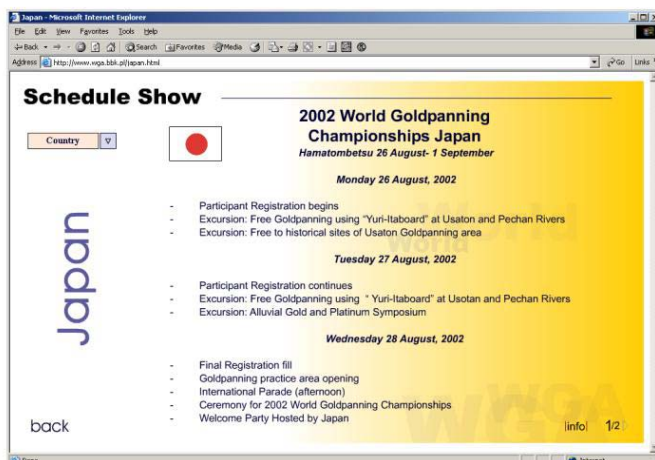 Japan - Microsoft Internet Explorer
File Edit View Favorites Tools Help
Back Search Favorites Media
Address http://www.wga.bbk.pl/japan.html Go Links
Schedule Show
Country
Japan
2002 World Goldpanning
Championships Japan
Hamatombetsu 26 August- 1 September
Monday 26 August, 2002
- Participant Registration begins
- Excursion: Free Goldpanning using "Yuri-Itaboard" at Usaton and Pechan Rivers
- Excursion: Free to historical sites of Usaton Goldpanning area
World
World
Tuesday 27 August, 2002
- Participant Registration continues
- Excursion: Free Goldpanning using " Yuri-Itaboard" at Usotan and Pechan Rivers
- Excursion: Alluvial Gold and Platinum Symposium
Wednesday 28 August, 2002
- Final Registration fill
- Goldpanning practice area opening
- International Parade (afternoon)
- Ceremony for 2002 World Goldpanning Championships
- Welcome Party Hosted by Japan
WGA
WGA
back
|info| 1/2
Done Internet